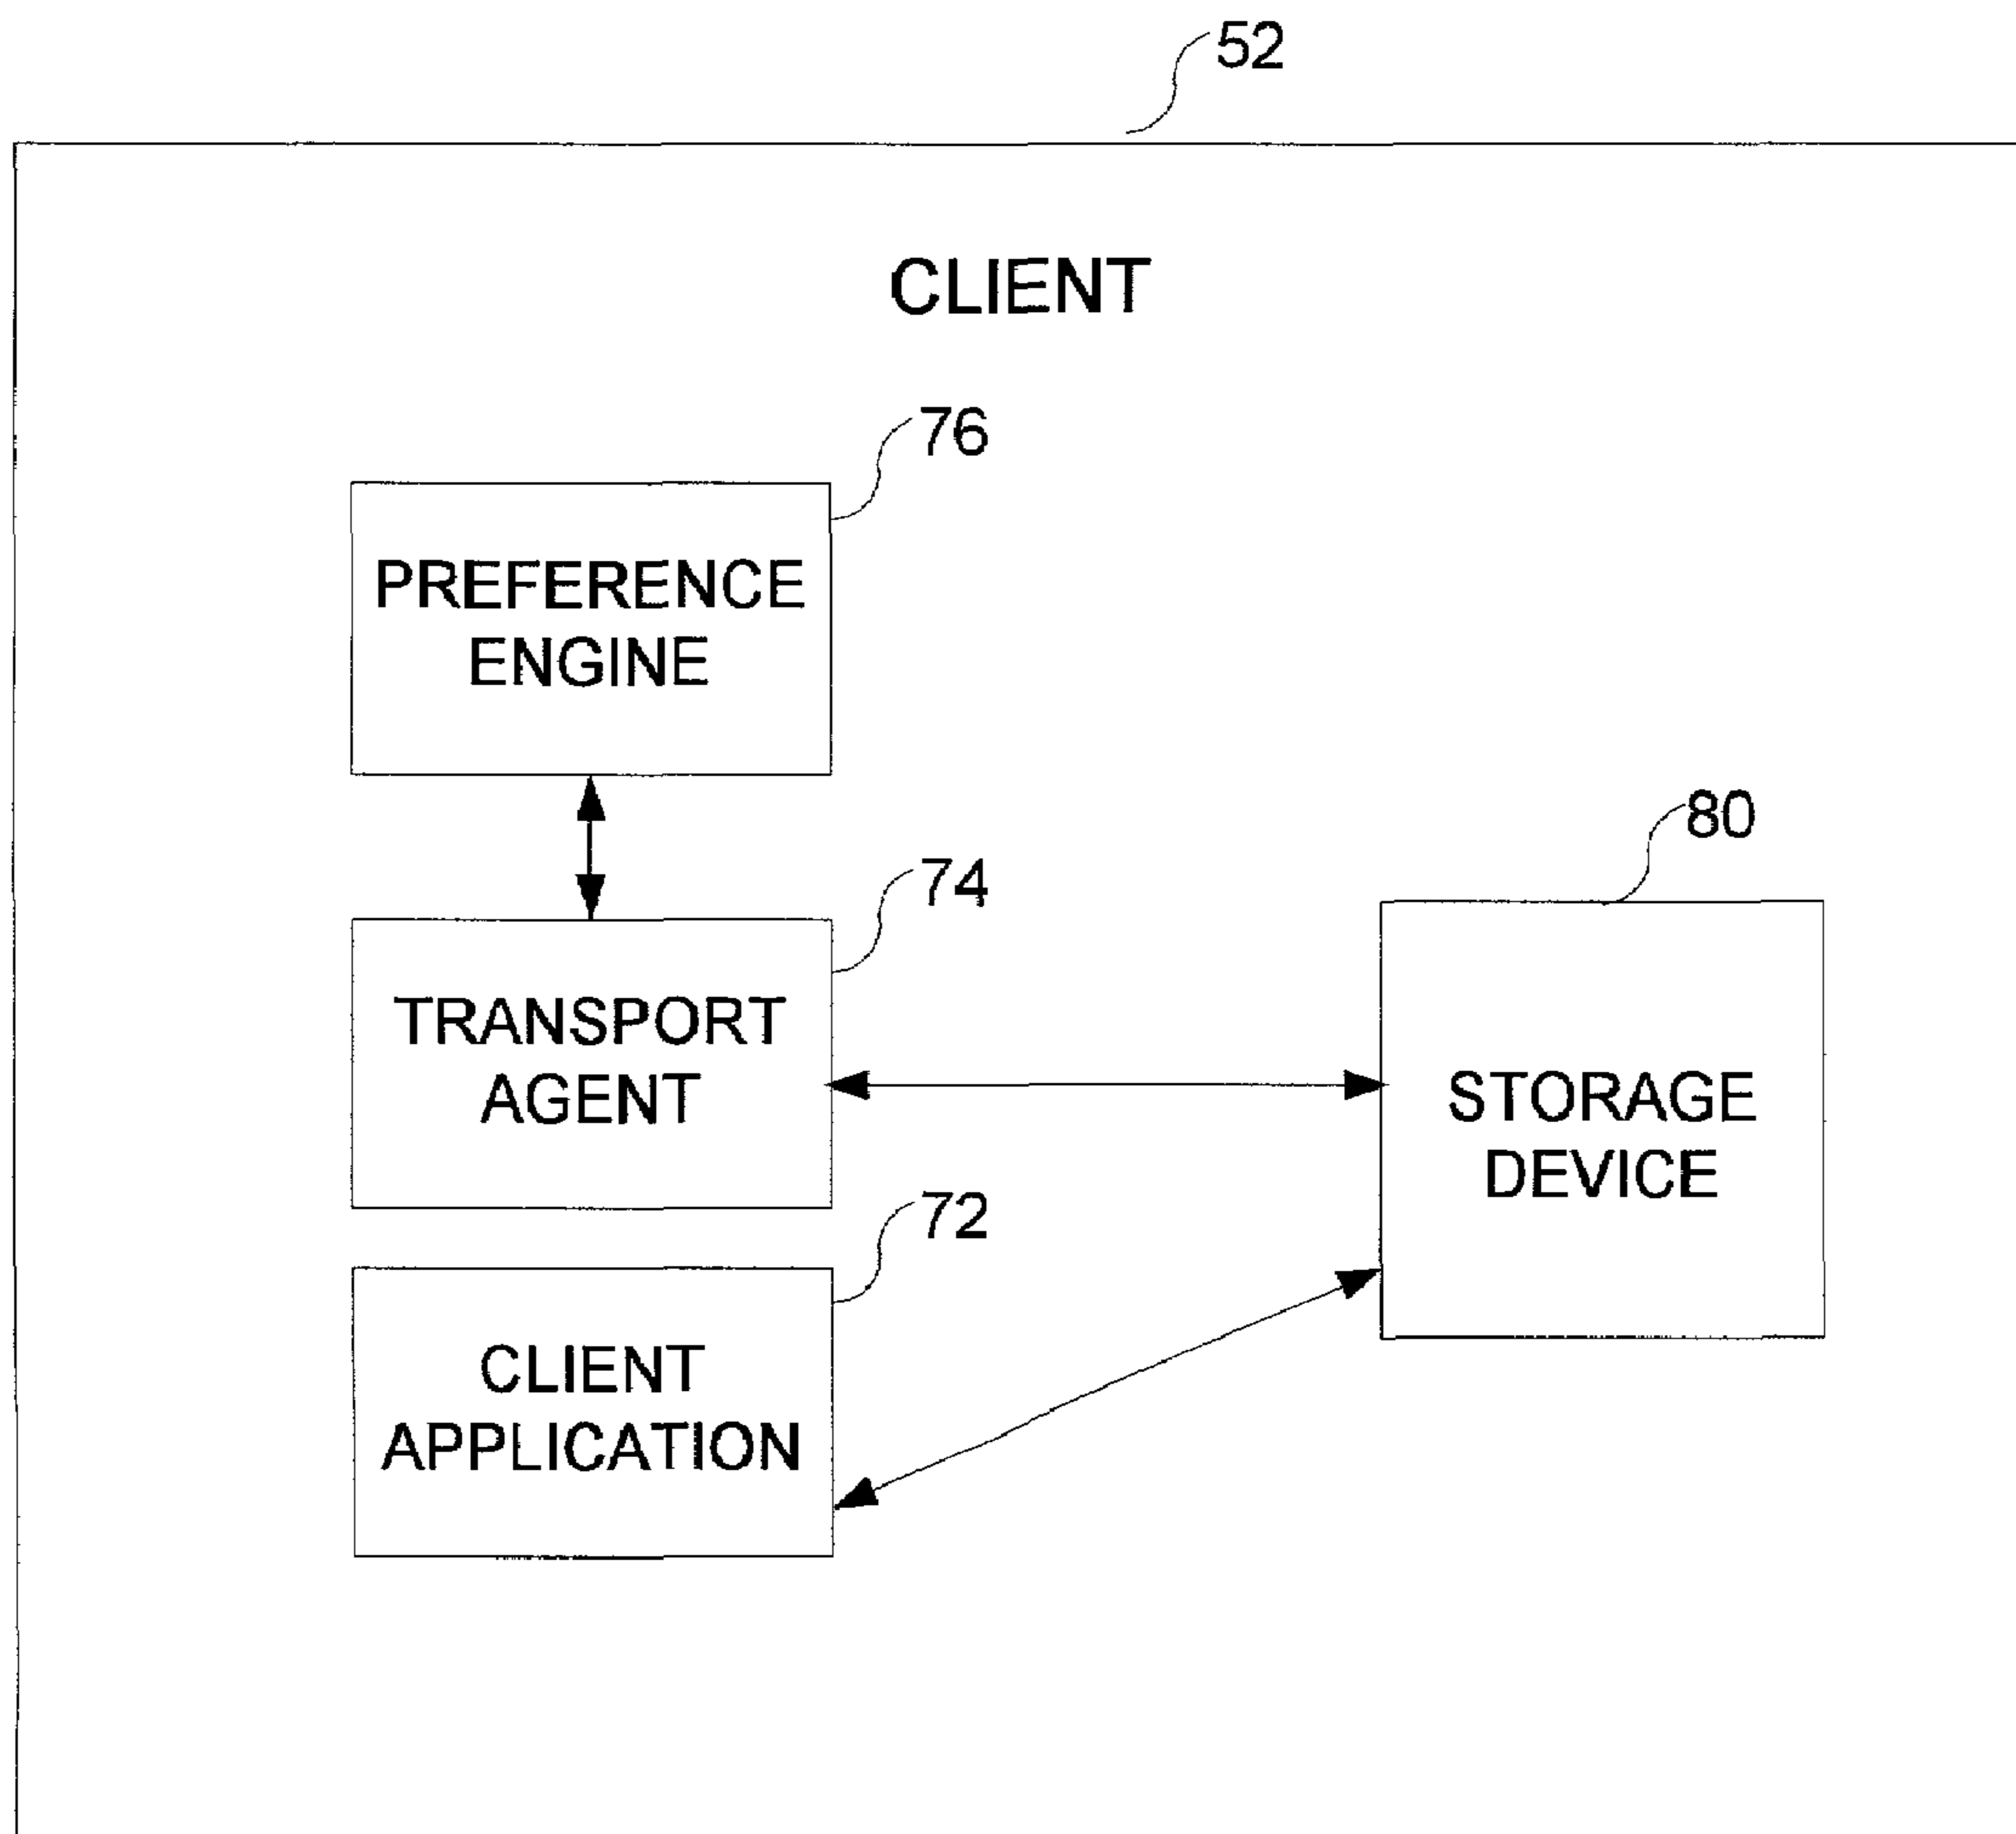 52
CLIENT
76
PREFERENCE
ENGINE
80
74
TRANSPORT
AGENT
STORAGE
DEVICE
72
CLIENT
APPLICATION